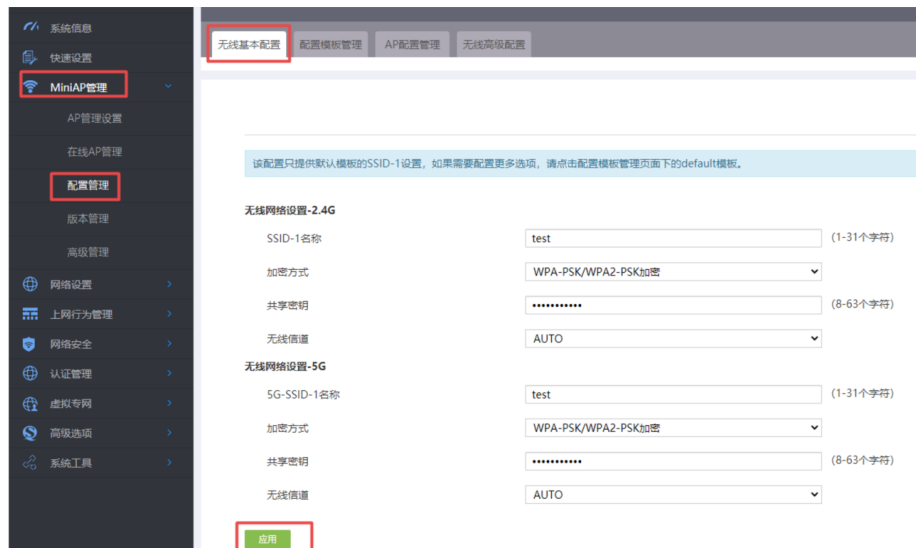 系统信息
快速设置
MiniAP管理
AP管理设置
在线AP管理
配置管理
版本管理
高级管理
网络设置
上网行为管理
网络安全
认证管理
虚拟专网
高级选项
系统工具
无线基本配置 配置模板管理 AP配置管理 无线高级配置
该配置只提供默认模板的SSID-1设置，如果需要配置更多选项，请点击配置模板管理页面下的default模板。
无线网络设置-2.4G
SSID-1名称 test (1-31个字符)
加密方式 WPA-PSK/WPA2-PSK加密
共享密钥 ••••••••••• (8-63个字符)
无线信道 AUTO
无线网络设置-5G
5G-SSID-1名称 test (1-31个字符)
加密方式 WPA-PSK/WPA2-PSK加密
共享密钥 ••••••••••• (8-63个字符)
无线信道 AUTO
应用